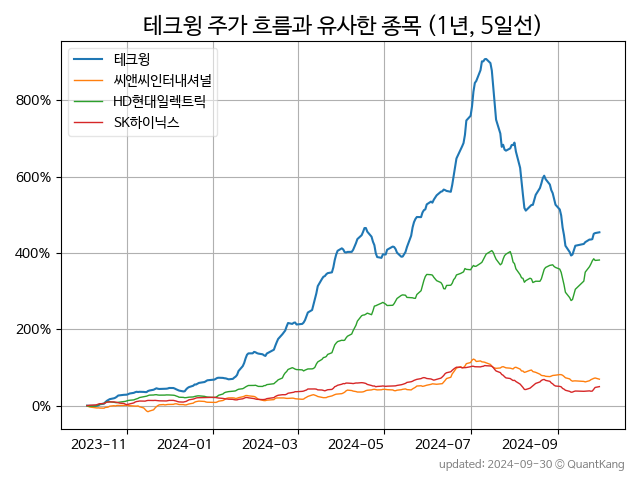 테크윙 주가 흐름과 유사한 종목 (1년, 5일선)
테크윙
씨앤씨인터내셔널
HD현대일렉트릭
SK하이닉스
800%
600%
400%
200%
0%
2023-11 2024-01 2024-03 2024-05 2024-07 2024-09
updated: 2024-09-30 © QuantKang